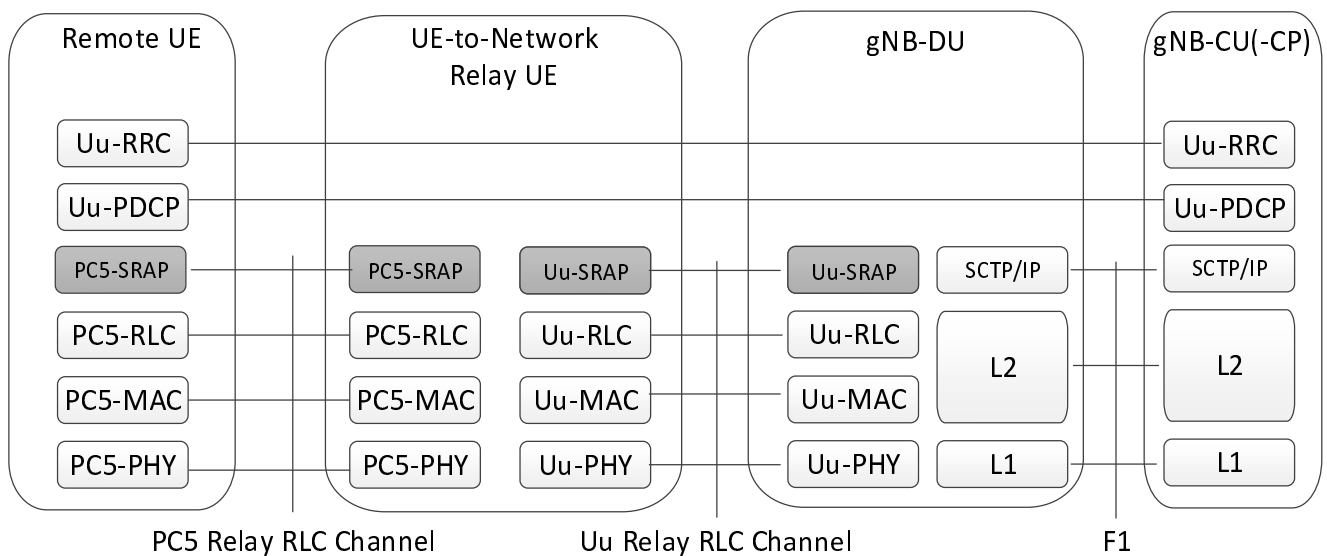 Remote UE
UE-to-Network
Relay UE
gNB-DU
gNB-CU(-CP)
Uu-RRC
Uu-RRC
Uu-PDCP
Uu-PDCP
PC5-SRAP
PC5-SRAP
Uu-SRAP
Uu-SRAP
SCTP/IP
SCTP/IP
PC5-RLC
PC5-RLC
Uu-RLC
Uu-RLC
L2
L2
PC5-MAC
PC5-MAC
Uu-MAC
Uu-MAC
PC5-PHY
PC5-PHY
Uu-PHY
Uu-PHY
L1
L1
PC5 Relay RLC Channel
Uu Relay RLC Channel
F1